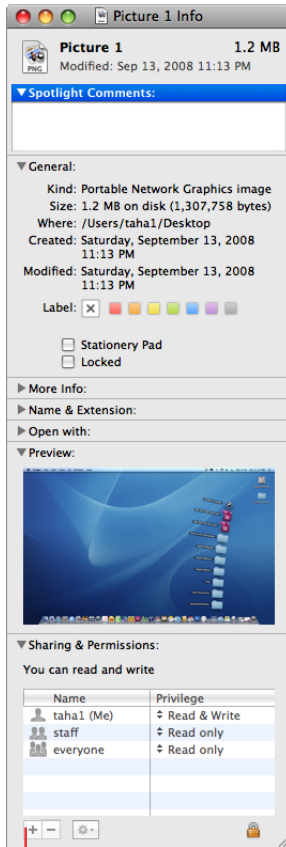 Picture 1 Info
Picture 1 1.2 MB
Modified: Sep 13, 2008 11:13 PM
PNG
Spotlight Comments:
General:
Kind: Portable Network Graphics image
Size: 1.2 MB on disk (1,307,758 bytes)
Where: /Users/taha1/Desktop
Created: Saturday, September 13, 2008
11:13 PM
Modified: Saturday, September 13, 2008
11:13 PM
Label:
Stationery Pad
Locked
More Info:
Name & Extension:
Open with:
Preview:
Sharing & Permissions:
You can read and write
Name Privilege
taha1 (Me) Read & Write
staff Read only
everyone Read only